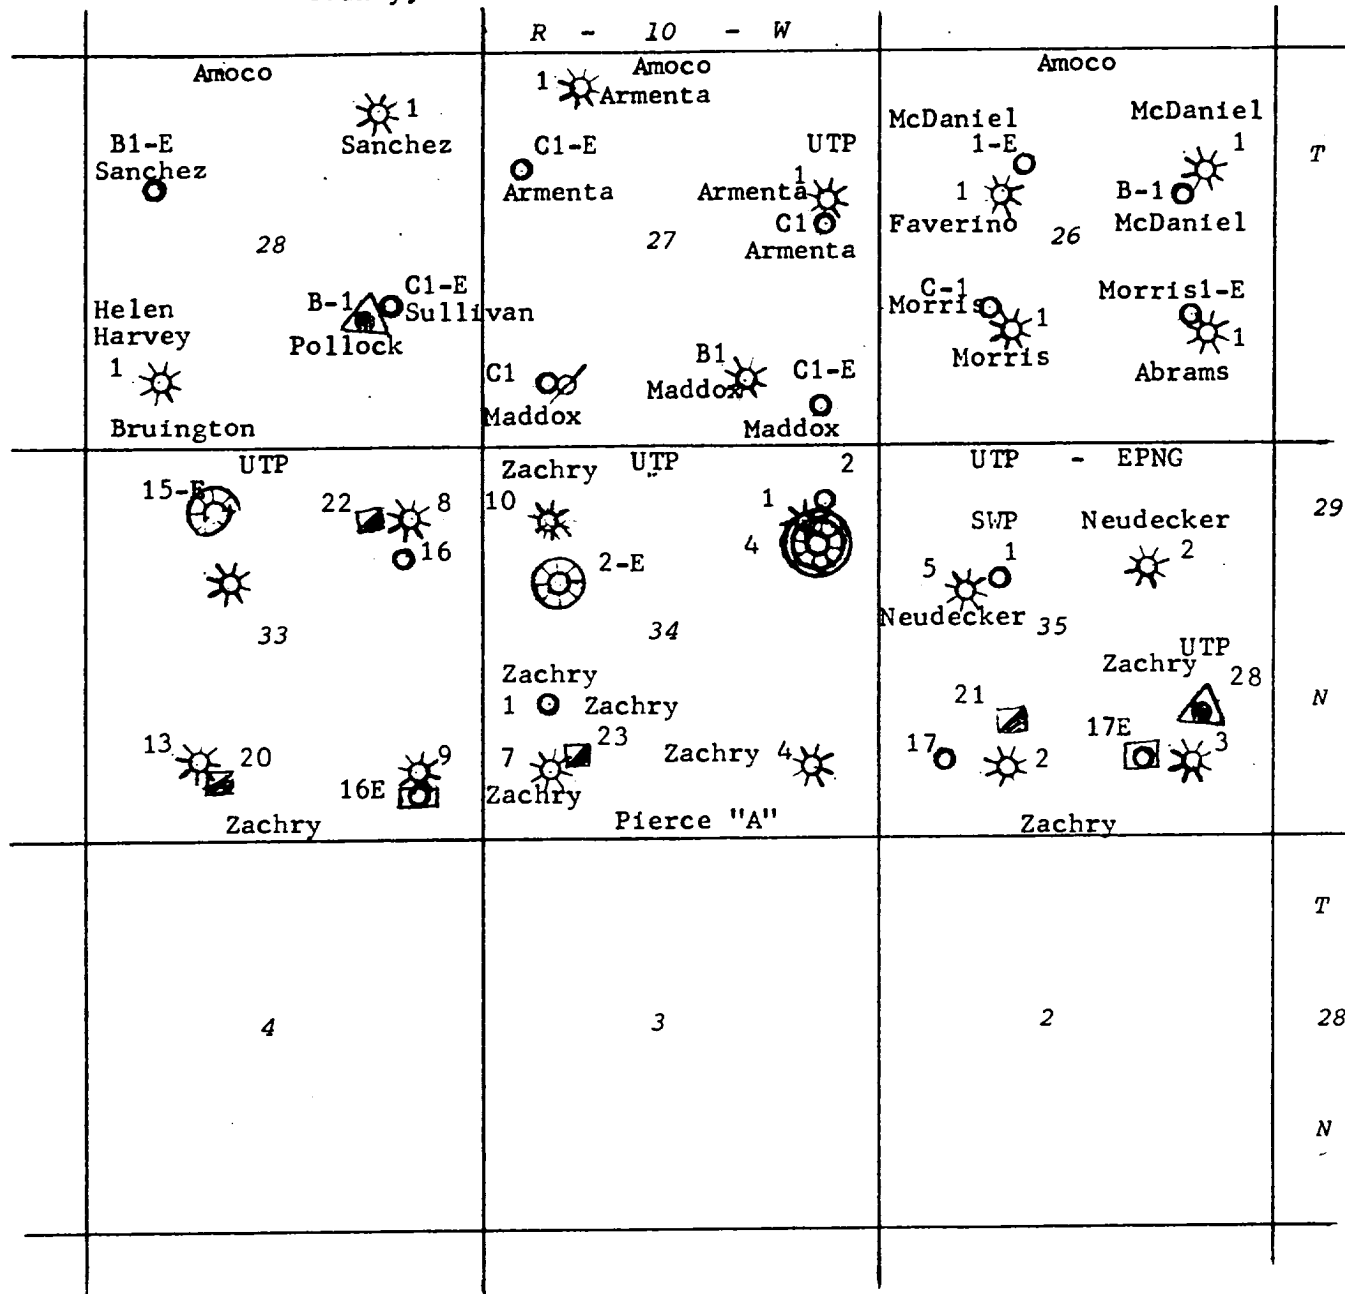 R - 10 - W
Amoco
1
Sanchez
B1-E
Sanchez
28
Helen
Harvey
1
Bruington
B-1
Pollock
C1-E
Sullivan
Amoco
1
Armenta
C1-E
Armenta
UTP
1
Armenta
C1
Armenta
27
C1
Maddox
B1
Maddox
C1-E
Maddox
Amoco
McDaniel
1-E
1
Faverino
McDaniel
1
B-1
McDaniel
26
C-1
Morris
1
Morris
Morris1-E
1
Abrams
T
UTP
15-E
22
8
16
33
13
20
9
16E
Zachry
Zachry
UTP
2
10
1
4
2-E
34
Zachry
1
Zachry
23
7
Zachry
Zachry 4
Pierce "A"
UTP - EPNG
SWP
1
5
Neudecker
Neudecker
2
35
UTP
Zachry
28
21
17
2
17E
3
Zachry
29
N
4
3
2
T
28
N